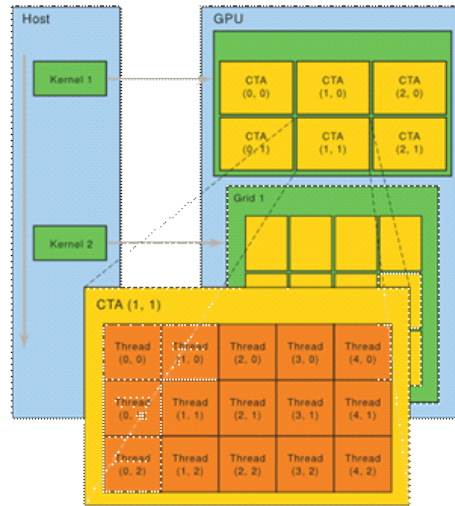 Host
GPU
Kernel 1
CTA
(0, 0)
CTA
(1, 0)
CTA
(2, 0)
CTA
(0, 1)
CTA
(1, 1)
CTA
(2, 1)
Grid 1
Kernel 2
CTA (1, 1)
Thread
(0, 0)
Thread
(1, 0)
Thread
(2, 0)
Thread
(3, 0)
Thread
(4, 0)
Thread
(0,
Thread
(1, 1)
Thread
(2, 1)
Thread
(3, 1)
Thread
(4, 1)
Thread
(0, 2)
Thread
(1, 2)
Thread
(2, 2)
Thread
(3, 2)
Thread
(4, 2)